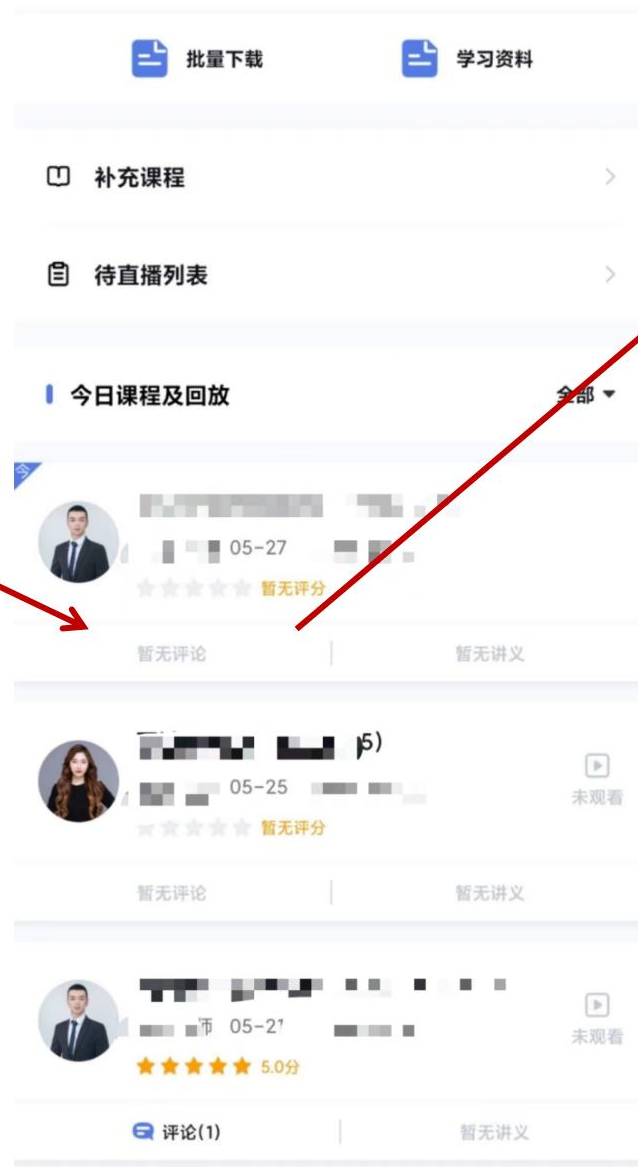 批量下载 学习资料
补充课程
待直播列表
今日课程及回放 全部
今
05-27
暂无评分
暂无评论 暂无讲义
5)
05-25
未观看
暂无评分
暂无评论 暂无讲义
师 05-2
未观看
5.0分
评论(1) 暂无讲义